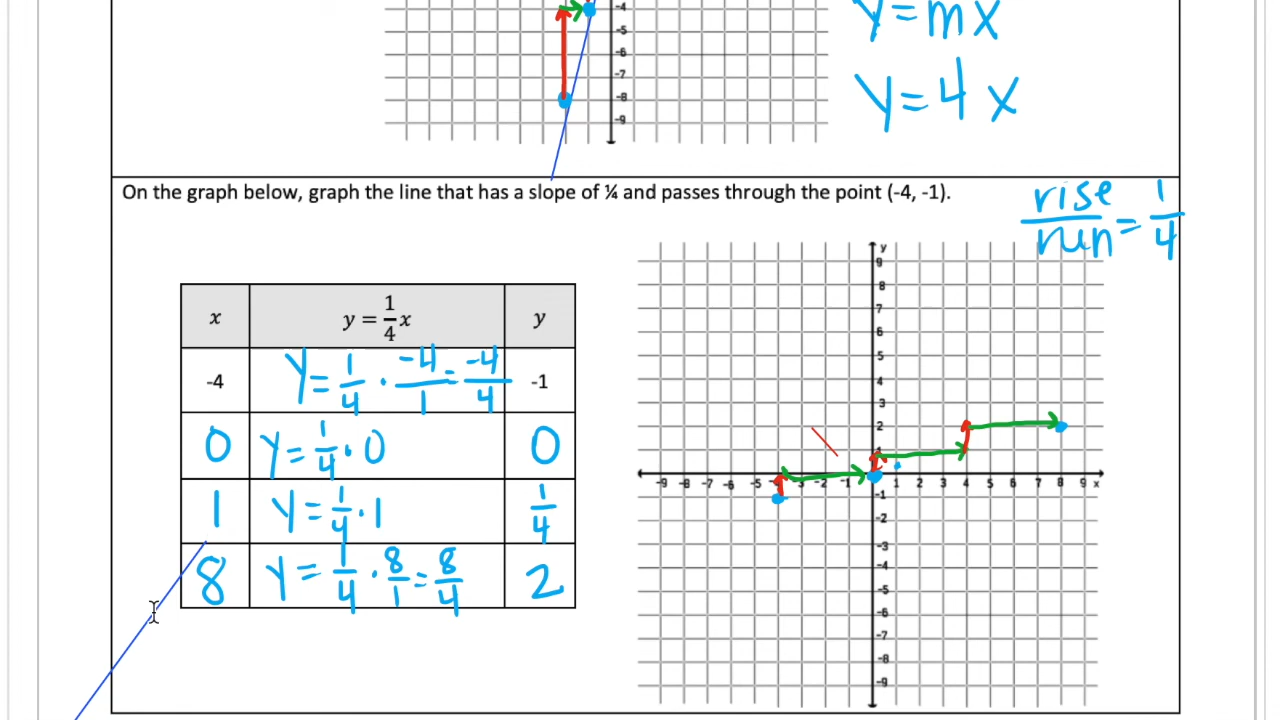 -4
-5
-6
-7
-8
-9
y=mx
y=4x
On the graph below, graph the line that has a slope of ¼ and passes through the point (-4, -1).
rise/run = 1/4
x y = 1/4 x y
-4 y = 1/4 · -4/1 = -4/4 -1
0 y = 1/4 · 0 0
1 y = 1/4 · 1 1/4
8 y = 1/4 · 8/1 = 8/4 2
y
9
8
7
6
5
4
3
2
1
-9 -8 -7 -6 -5 -4 -3 -2 -1 1 2 3 4 5 6 7 8 9 x
-1
-2
-3
-4
-5
-6
-7
-8
-9